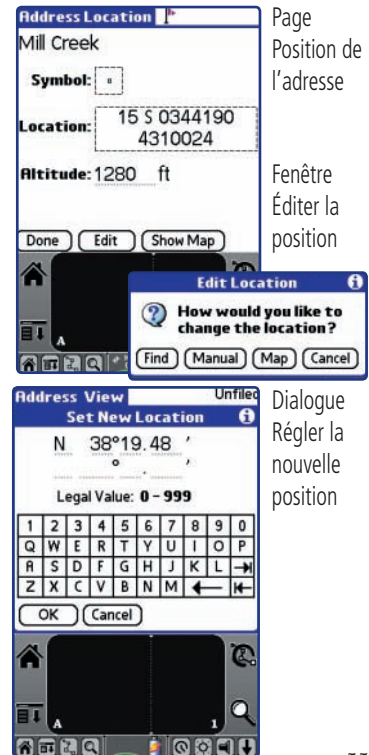 Address Location
Mill Creek
Symbol:
Location: 15 S 0344190
4310024
Altitude: 1280 ft
Done Edit Show Map
A
Page
Position de
l'adresse
Edit Location
How would you like to
change the location?
Find Manual Map Cancel
Fenêtre
Éditer la
position
Address View Unfiled
Set New Location
N 38°19.48 ′
° . ′
Legal Value: 0 – 999
1 2 3 4 5 6 7 8 9 0
Q W E R T Y U I O P
A S D F G H J K L
Z X C V B N M
OK Cancel
A 1
Dialogue
Régler la
nouvelle
position